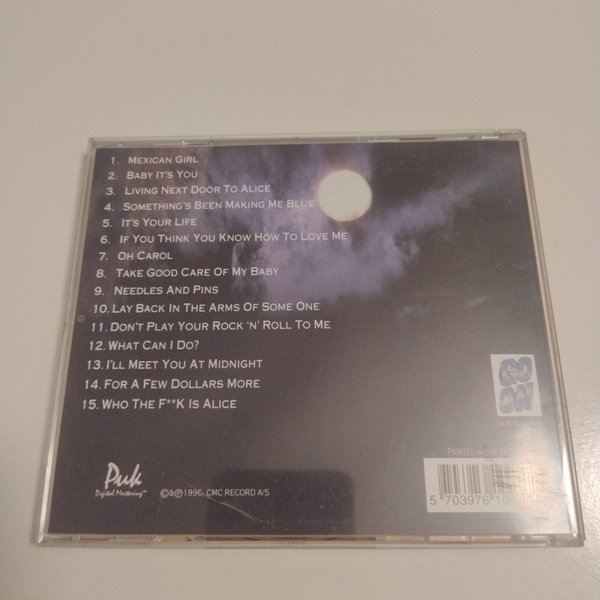 1. MEXICAN GIRL
2. BABY IT'S YOU
3. LIVING NEXT DOOR TO ALICE
4. SOMETHING'S BEEN MAKING ME BLUE
5. IT'S YOUR LIFE
6. IF YOU THINK YOU KNOW HOW TO LOVE ME
7. OH CAROL
8. TAKE GOOD CARE OF MY BABY
9. NEEDLES AND PINS
10. LAY BACK IN THE ARMS OF SOME ONE
11. DON'T PLAY YOUR ROCK 'N' ROLL TO ME
12. WHAT CAN I DO?
13. I'LL MEET YOU AT MIDNIGHT
14. FOR A FEW DOLLARS MORE
15. WHO THE F**K IS ALICE
GO
ON
DELUXE
PRINTED IN THE
Puk
Digital Mastering™
©&℗1996, CMC RECORD A/S
5 703976